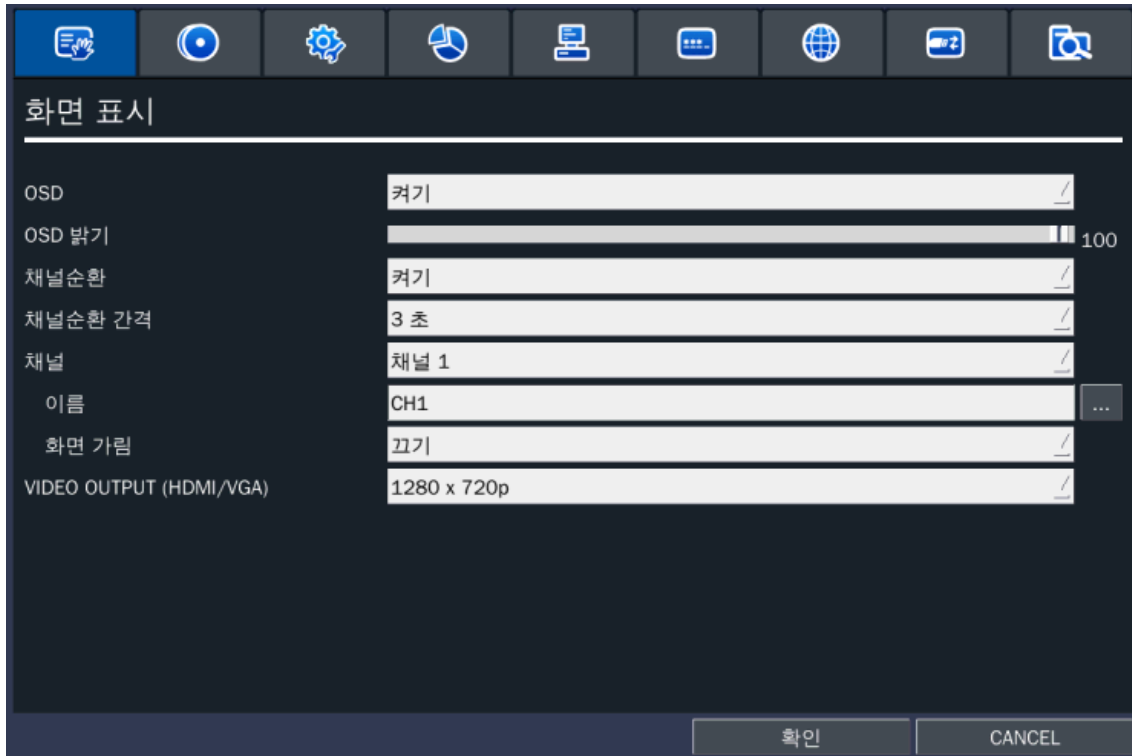 화면 표시
OSD 켜기
OSD 밝기 100
채널순환 켜기
채널순환 간격 3 초
채널 채널 1
이름 CH1 ...
화면 가림 끄기
VIDEO OUTPUT (HDMI/VGA) 1280 x 720p
확인 CANCEL